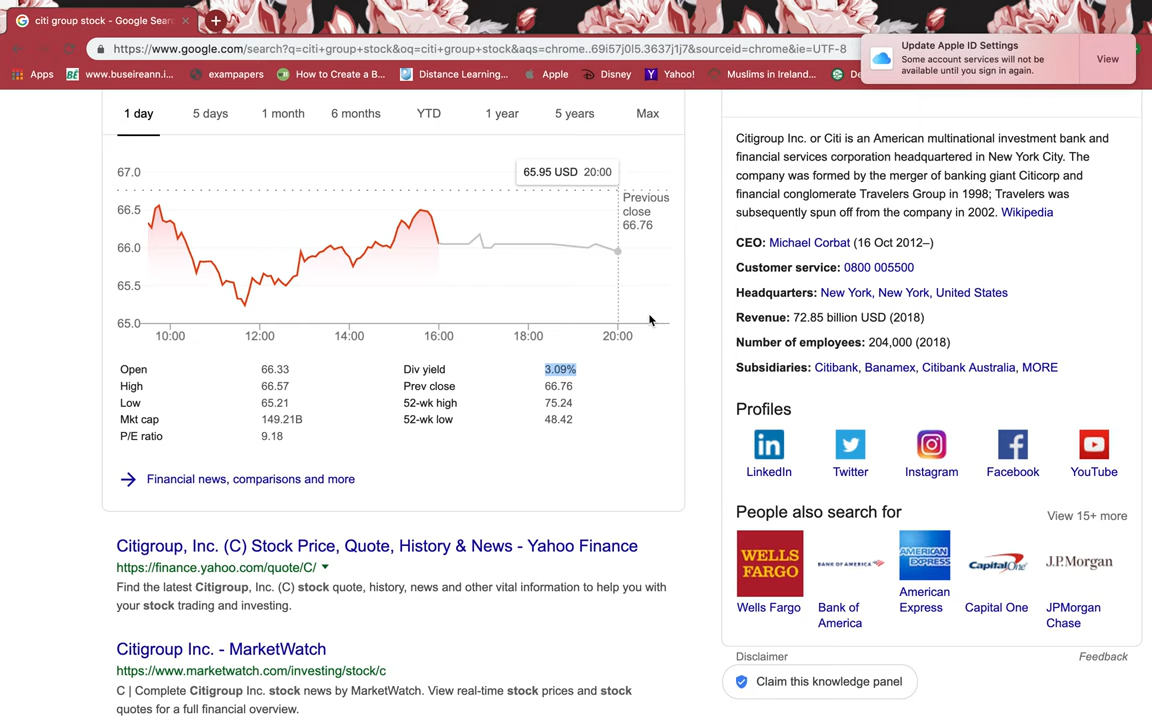 citi group stock - Google Sear
https://www.google.com/search?q=citi+group+stock&oq=citi+group+stock&aqs=chrome..69i57j0l5.3637j1j7&sourceid=chrome&ie=UTF-8
Update Apple ID Settings
Some account services will not be
available until you sign in again.
View
Apps
BÉ www.buseireann.i...
exampapers
How to Create a B...
Distance Learning...
Apple
Disney
Y Yahoo!
Muslims in Ireland...
1 day 5 days 1 month 6 months YTD 1 year 5 years Max
67.0
66.5
66.0
65.5
65.0
65.95 USD 20:00
Previous
close
66.76
10:00 12:00 14:00 16:00 18:00 20:00
Open 66.33 Div yield 3.09%
High 66.57 Prev close 66.76
Low 65.21 52-wk high 75.24
Mkt cap 149.21B 52-wk low 48.42
P/E ratio 9.18
Financial news, comparisons and more
Citigroup, Inc. (C) Stock Price, Quote, History & News - Yahoo Finance
https://finance.yahoo.com/quote/C/
Find the latest Citigroup, Inc. (C) stock quote, history, news and other vital information to help you with
your stock trading and investing.
Citigroup Inc. - MarketWatch
https://www.marketwatch.com/investing/stock/c
C | Complete Citigroup Inc. stock news by MarketWatch. View real-time stock prices and stock
quotes for a full financial overview.
Citigroup Inc. or Citi is an American multinational investment bank and
financial services corporation headquartered in New York City. The
company was formed by the merger of banking giant Citicorp and
financial conglomerate Travelers Group in 1998; Travelers was
subsequently spun off from the company in 2002. Wikipedia
CEO: Michael Corbat (16 Oct 2012–)
Customer service: 0800 005500
Headquarters: New York, New York, United States
Revenue: 72.85 billion USD (2018)
Number of employees: 204,000 (2018)
Subsidiaries: Citibank, Banamex, Citibank Australia, MORE
Profiles
LinkedIn Twitter Instagram Facebook YouTube
People also search for
View 15+ more
WELLS
FARGO
BANK OF AMERICA
AMERICAN
EXPRESS
Capital One
J.P.Morgan
Wells Fargo
Bank of
America
American
Express
Capital One
JPMorgan
Chase
Disclaimer
Feedback
Claim this knowledge panel